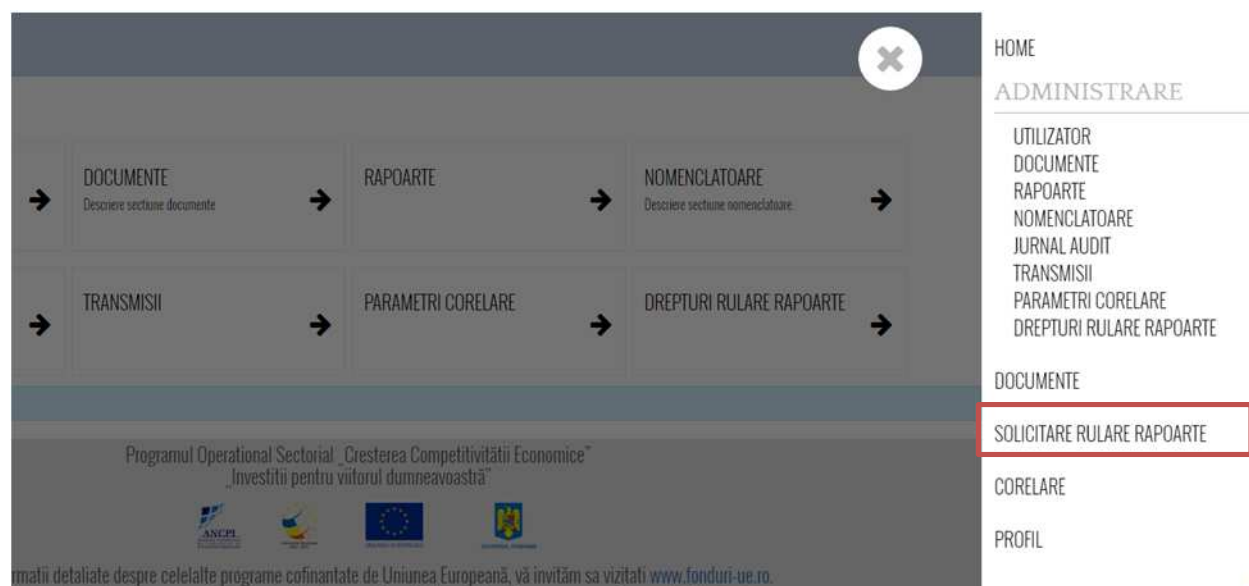 HOME
ADMINISTRARE
UTILIZATOR
DOCUMENTE
RAPOARTE
NOMENCLATOARE
JURNAL AUDIT
TRANSMISII
PARAMETRI CORELARE
DREPTURI RULARE RAPOARTE
DOCUMENTE
SOLICITARE RULARE RAPOARTE
CORELARE
PROFIL
DOCUMENTE
Descriere sectiune documente
RAPOARTE
NOMENCLATOARE
Descriere sectiune nomenclatoare.
TRANSMISII
PARAMETRI CORELARE
DREPTURI RULARE RAPOARTE
Programul Operational Sectorial „Cresterea Competitivității Economice"
„Investitii pentru viitorul dumneavoastră"
ANCPI
rmatii detaliate despre celelalte programe cofinantate de Uniunea Europeană, vă invităm sa vizitati www.fonduri-ue.ro.